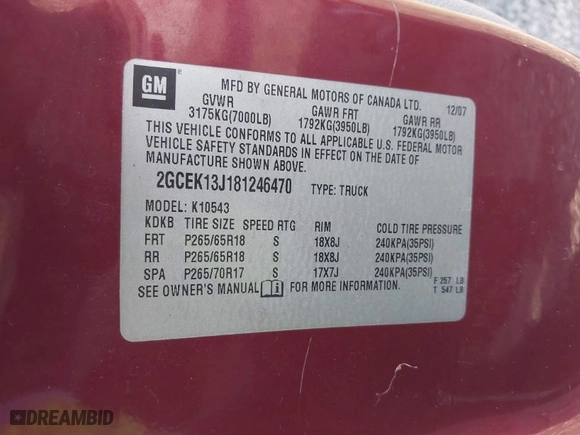 GM ®
MFD BY GENERAL MOTORS OF CANADA LTD. 12/07
GVWR GAWR FRT GAWR RR
3175KG(7000LB) 1792KG(3950LB) 1792KG(3950LB)
THIS VEHICLE CONFORMS TO ALL APPLICABLE U.S. FEDERAL MOTOR
VEHICLE SAFETY STANDARDS IN EFFECT ON THE DATE OF
MANUFACTURE SHOWN ABOVE.
2GCEK13J181246470 TYPE: TRUCK
MODEL: K10543
KDKB TIRE SIZE SPEED RTG RIM COLD TIRE PRESSURE
FRT P265/65R18 S 18X8J 240KPA(35PSI)
RR P265/65R18 S 18X8J 240KPA(35PSI)
SPA P265/70R17 S 17X7J 240KPA(35PSI)
SEE OWNER'S MANUAL i FOR MORE INFORMATION.
F 257 LB
T 547 LB
DREAMBID